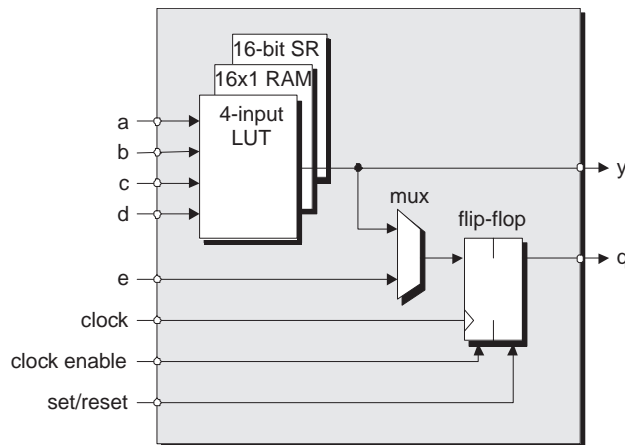 16-bit SR
16x1 RAM
4-input
LUT
a
b
c
d
y
mux
flip-flop
e
clock
clock enable
set/reset